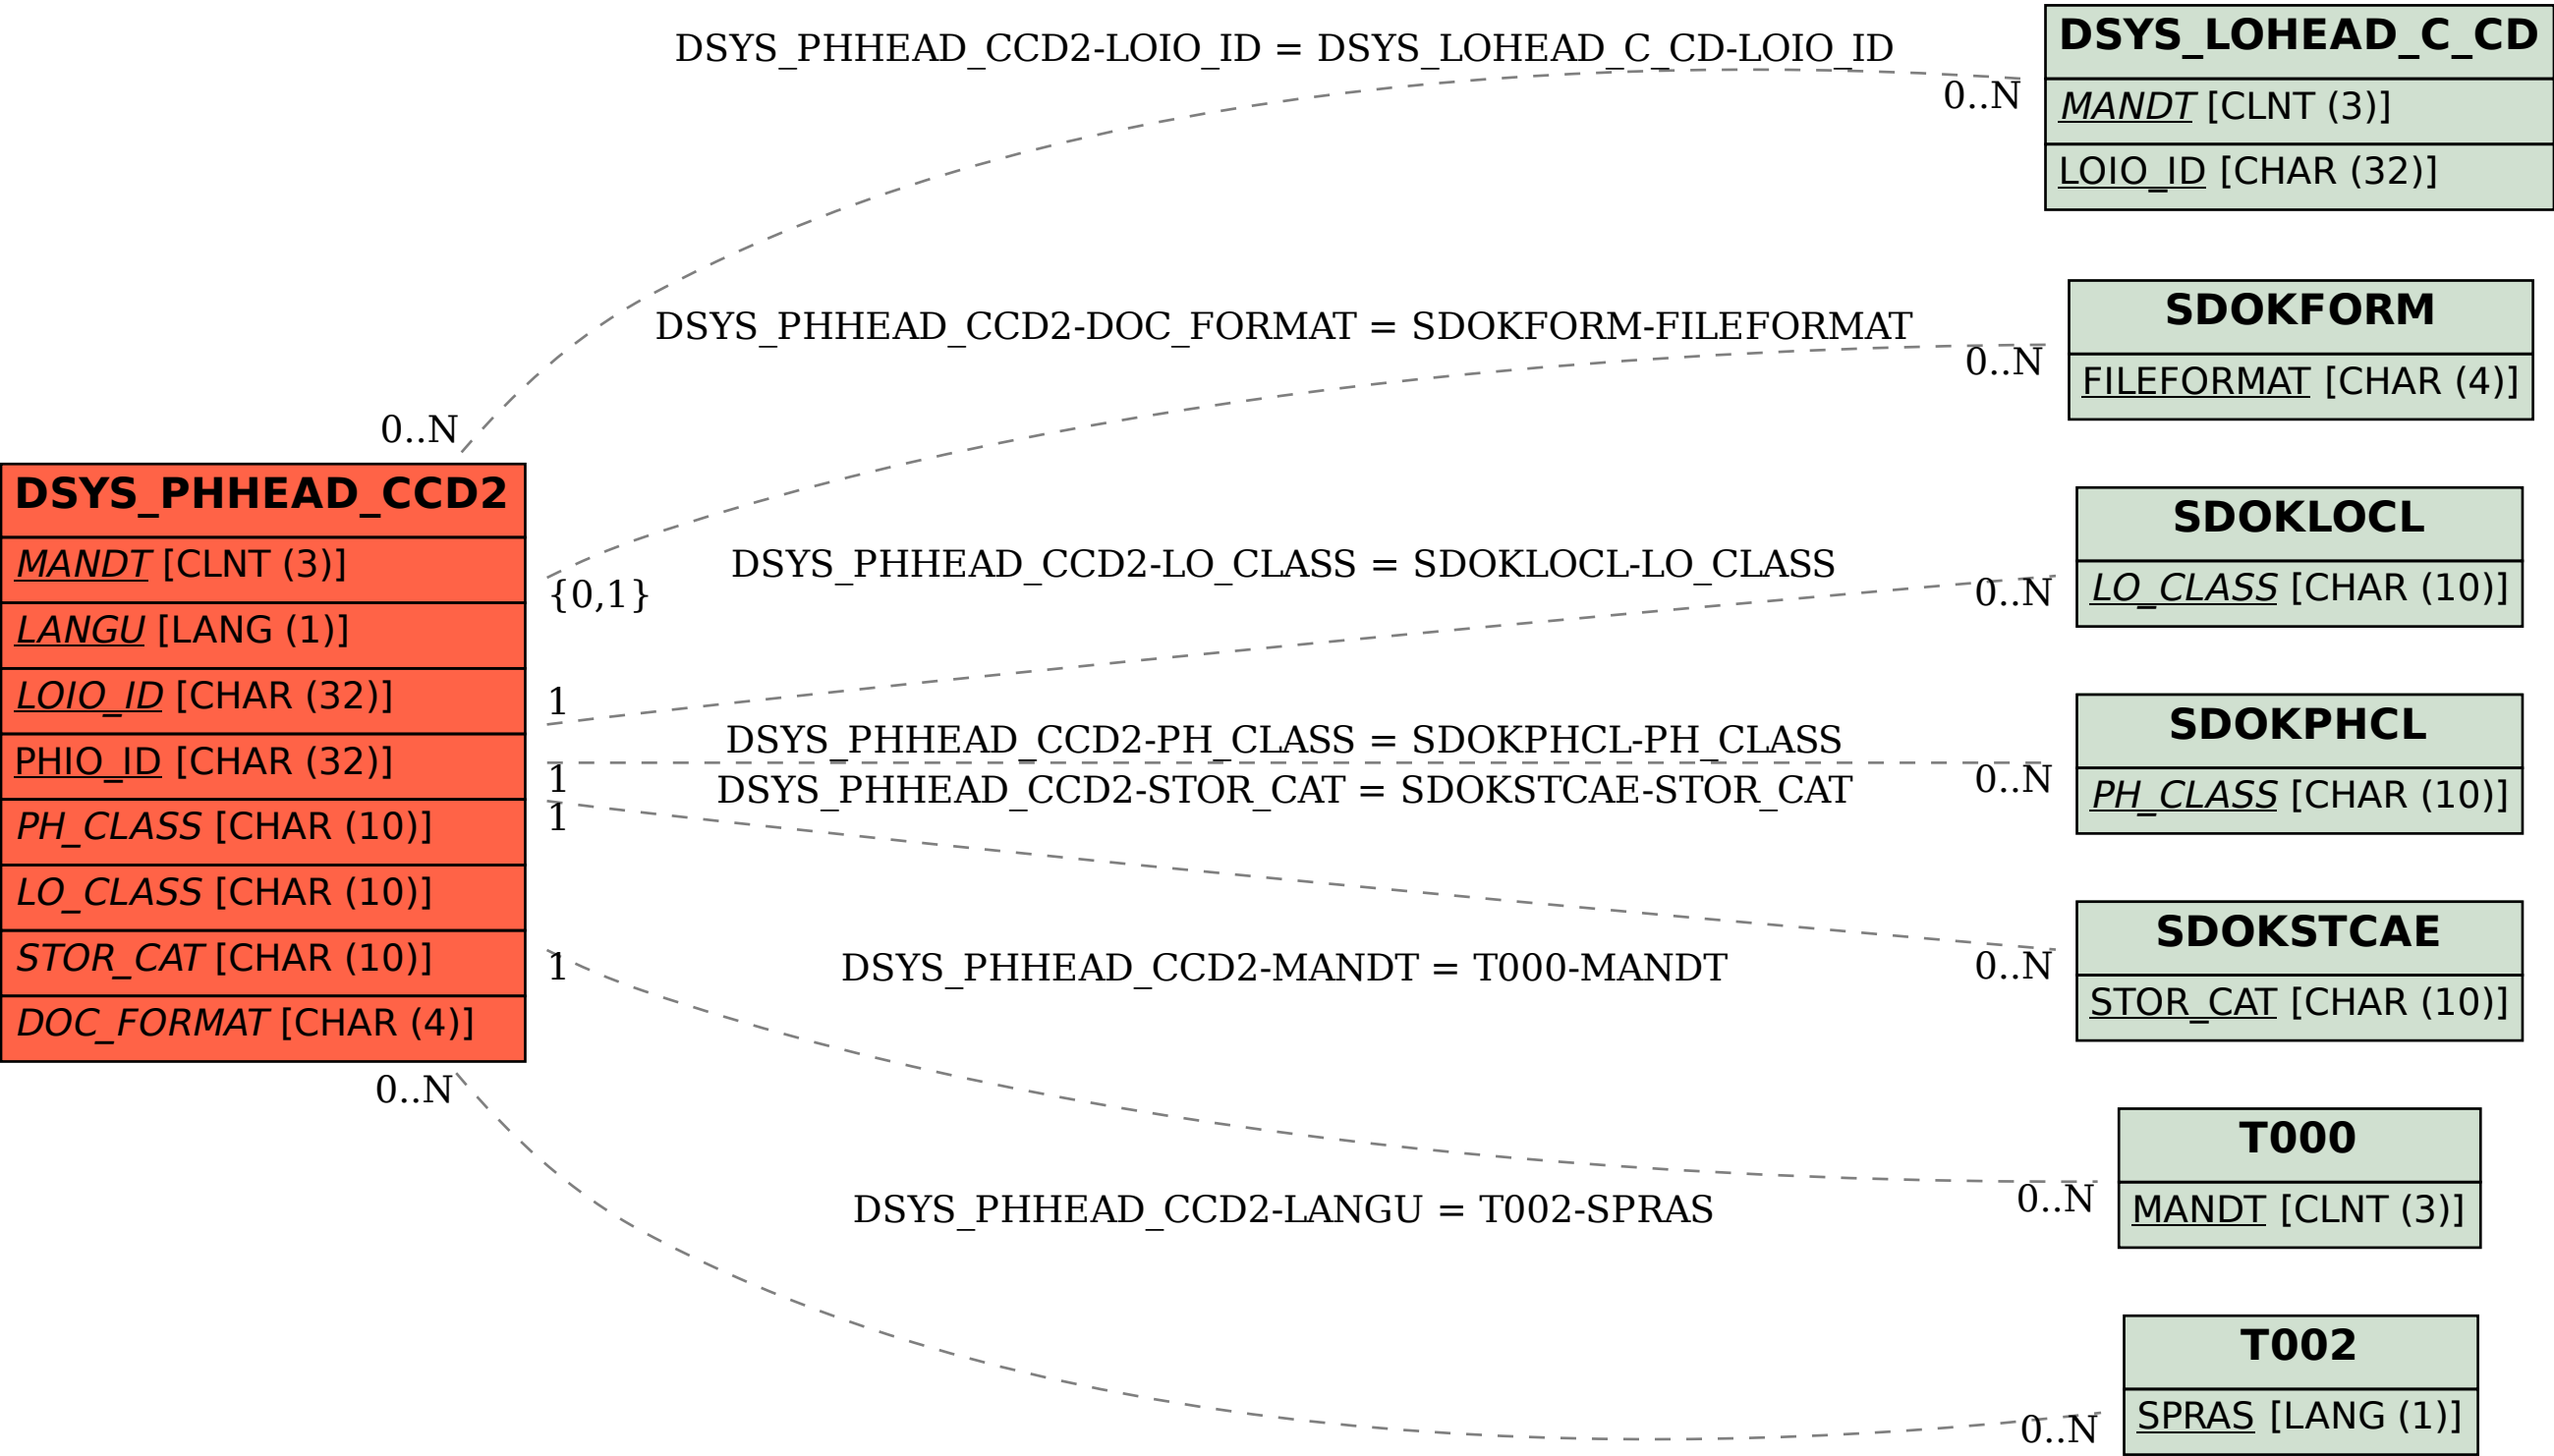 DSYS_PHHEAD_CCD2-LOIO_ID = DSYS_LOHEAD_C_CD-LOIO_ID
0..N
0..N
DSYS_LOHEAD_C_CD
MANDT [CLNT (3)]
LOIO_ID [CHAR (32)]
DSYS_PHHEAD_CCD2-DOC_FORMAT = SDOKFORM-FILEFORMAT
0..N
{0,1}
SDOKFORM
FILEFORMAT [CHAR (4)]
DSYS_PHHEAD_CCD2
MANDT [CLNT (3)]
LANGU [LANG (1)]
LOIO_ID [CHAR (32)]
PHIO_ID [CHAR (32)]
PH_CLASS [CHAR (10)]
LO_CLASS [CHAR (10)]
STOR_CAT [CHAR (10)]
DOC_FORMAT [CHAR (4)]
DSYS_PHHEAD_CCD2-LO_CLASS = SDOKLOCL-LO_CLASS
0..N
1
SDOKLOCL
LO_CLASS [CHAR (10)]
DSYS_PHHEAD_CCD2-PH_CLASS = SDOKPHCL-PH_CLASS
0..N
1
SDOKPHCL
PH_CLASS [CHAR (10)]
DSYS_PHHEAD_CCD2-STOR_CAT = SDOKSTCAE-STOR_CAT
1
0..N
SDOKSTCAE
STOR_CAT [CHAR (10)]
DSYS_PHHEAD_CCD2-MANDT = T000-MANDT
1
0..N
T000
MANDT [CLNT (3)]
DSYS_PHHEAD_CCD2-LANGU = T002-SPRAS
0..N
0..N
T002
SPRAS [LANG (1)]